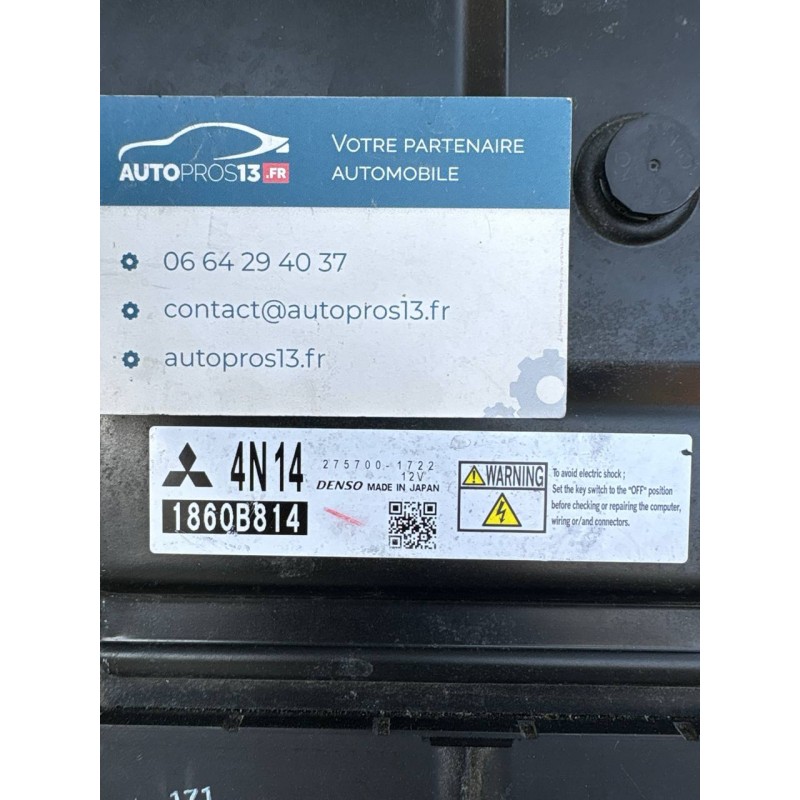 AUTOPROS13.FR
VOTRE PARTENAIRE
AUTOMOBILE
06 64 29 40 37
contact@autopros13.fr
autopros13.fr
4N14
275700-1722
12V
DENSO MADE IN JAPAN
1860B814
WARNING
To avoid electric shock ;
Set the key switch to the "OFF" position
before checking or repairing the computer,
wiring or/and connectors.
171